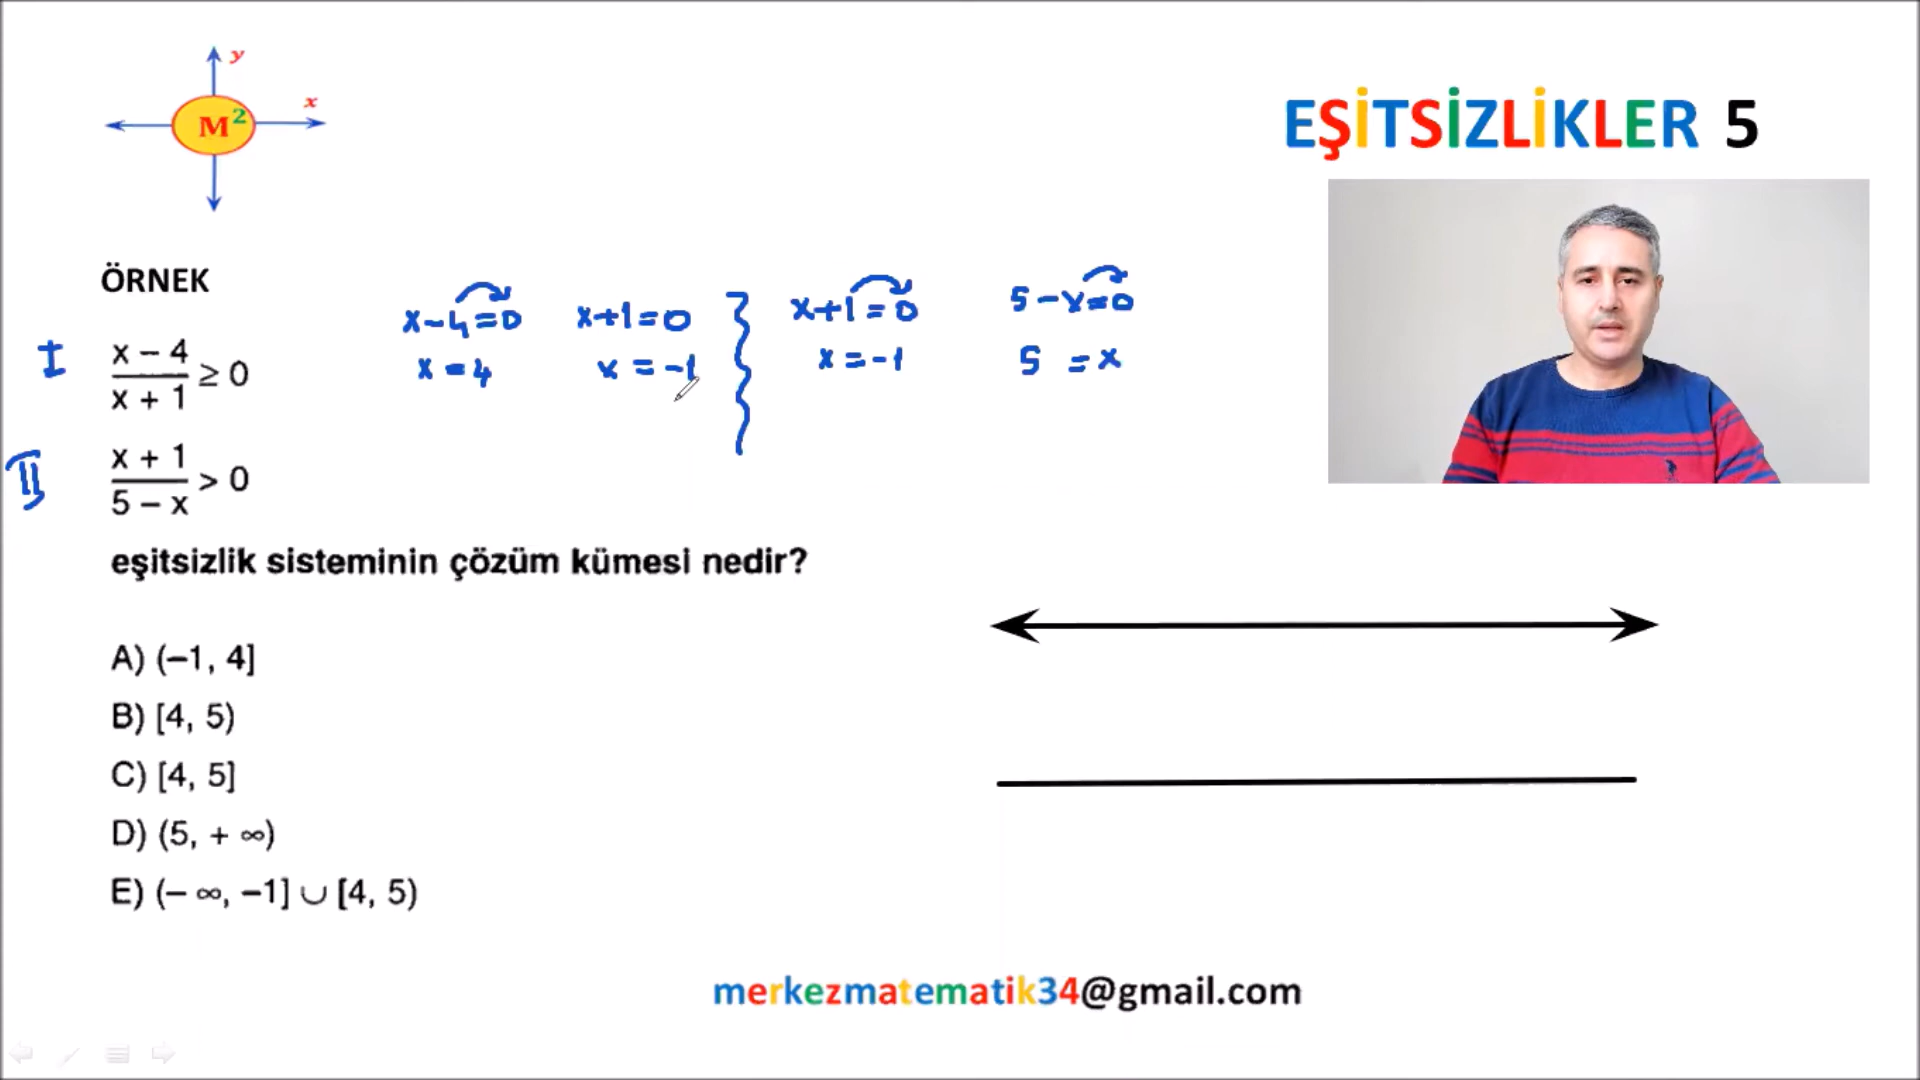 y
x
M²
EŞİTSİZLİKLER 5
ÖRNEK
I
x – 4
x + 1
≥ 0
II
x + 1
5 – x
> 0
x-4=0
x=4
x+1=0
x=-1
x+1=0
x=-1
5-x=0
5 =x
eşitsizlik sisteminin çözüm kümesi nedir?
A) (–1, 4]
B) [4, 5)
C) [4, 5]
D) (5, + ∞)
E) (– ∞, –1] ∪ [4, 5)
merkezmatematik34@gmail.com